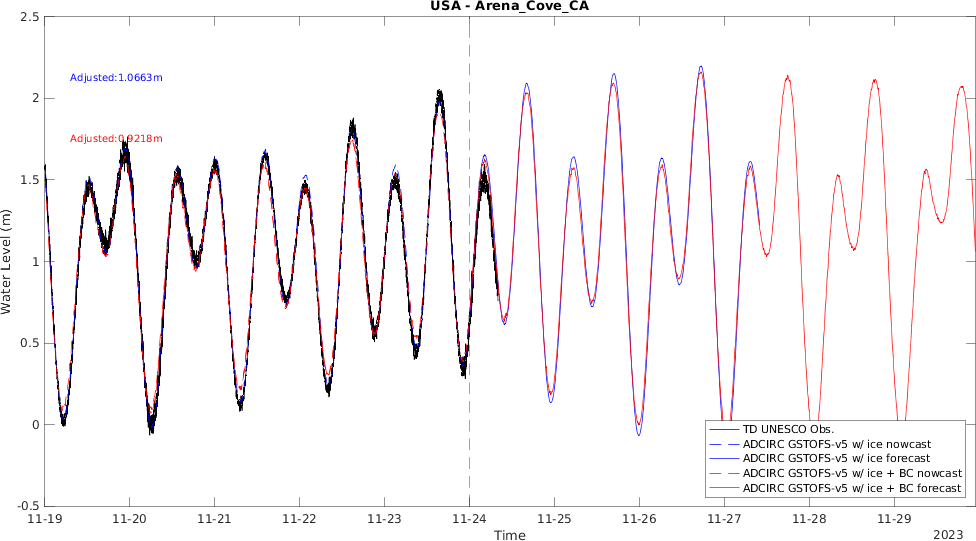 USA - Arena_Cove_CA
2.5
2
1.5
1
0.5
0
-0.5
Water Level (m)
Adjusted:1.0663m
Adjusted:0.9218m
TD UNESCO Obs.
ADCIRC GSTOFS-v5 w/ ice nowcast
ADCIRC GSTOFS-v5 w/ ice forecast
ADCIRC GSTOFS-v5 w/ ice + BC nowcast
ADCIRC GSTOFS-v5 w/ ice + BC forecast
11-19 11-20 11-21 11-22 11-23 11-24 11-25 11-26 11-27 11-28 11-29
Time
2023